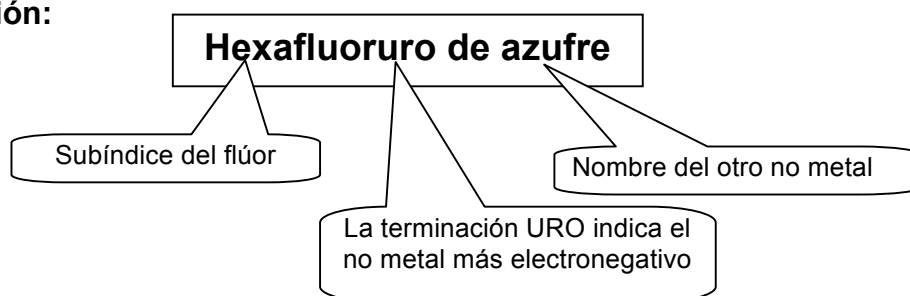 ión:
Hexafluoruro de azufre
Subíndice del flúor
Nombre del otro no metal
La terminación URO indica el
no metal más electronegativo